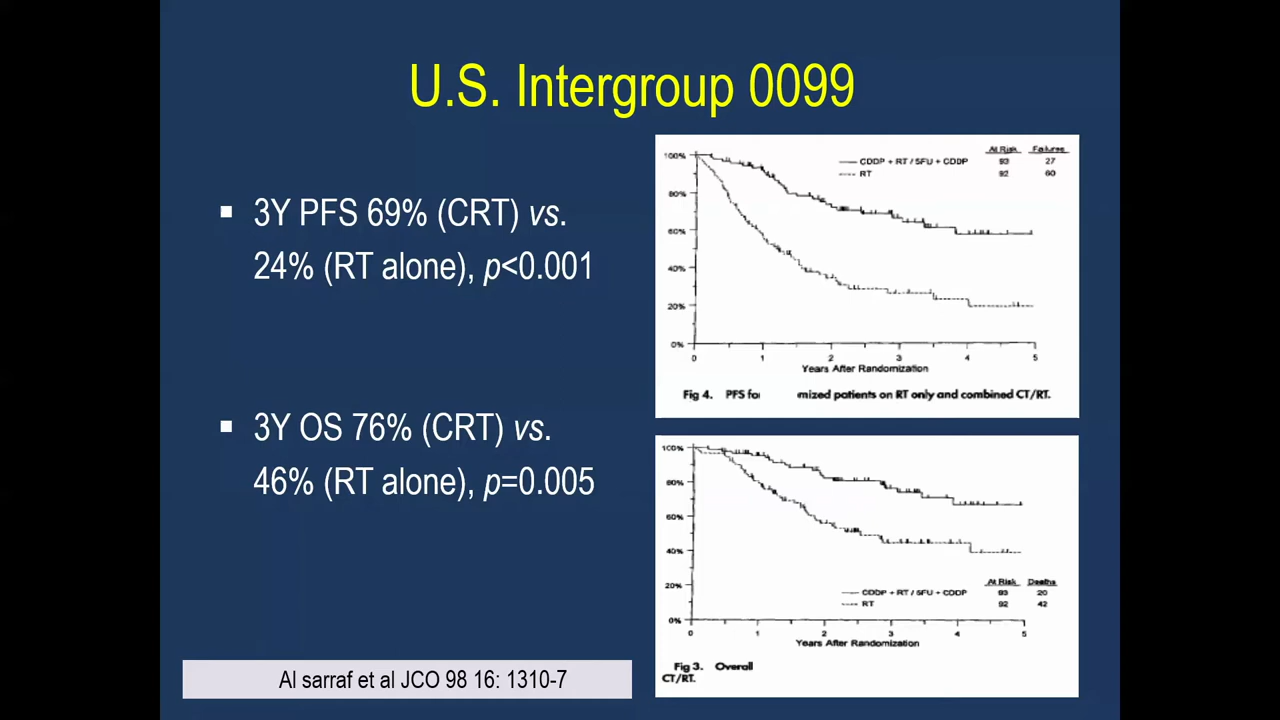 U.S. Intergroup 0099
▪ 3Y PFS 69% (CRT) vs.
24% (RT alone), p<0.001
▪ 3Y OS 76% (CRT) vs.
46% (RT alone), p=0.005
Al sarraf et al JCO 98 16: 1310-7
At Risk Failures
CDDP + RT / 5FU + CDDP 93 27
RT 92 60
100%
80%
60%
40%
20%
0%
0 1 2 3 4 5
Years After Randomization
Fig 4. PFS for mized patients on RT only and combined CT/RT.
100%
80%
60%
40%
20%
0%
At Risk Deaths
CDDP + RT / 5FU + CDDP 93 20
RT 92 42
0 1 2 3 4 5
Years After Randomization
Fig 3. Overall
CT/RT.